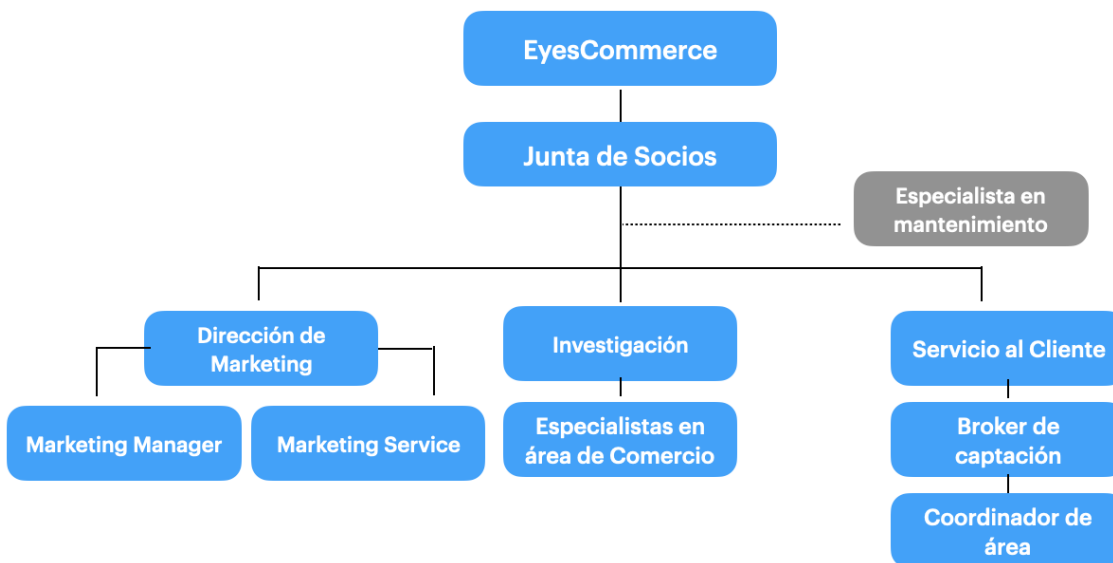 EyesCommerce
Junta de Socios
Especialista en
mantenimiento
Dirección de
Marketing
Investigación
Servicio al Cliente
Marketing Manager
Marketing Service
Especialistas en
área de Comercio
Broker de
captación
Coordinador de
área